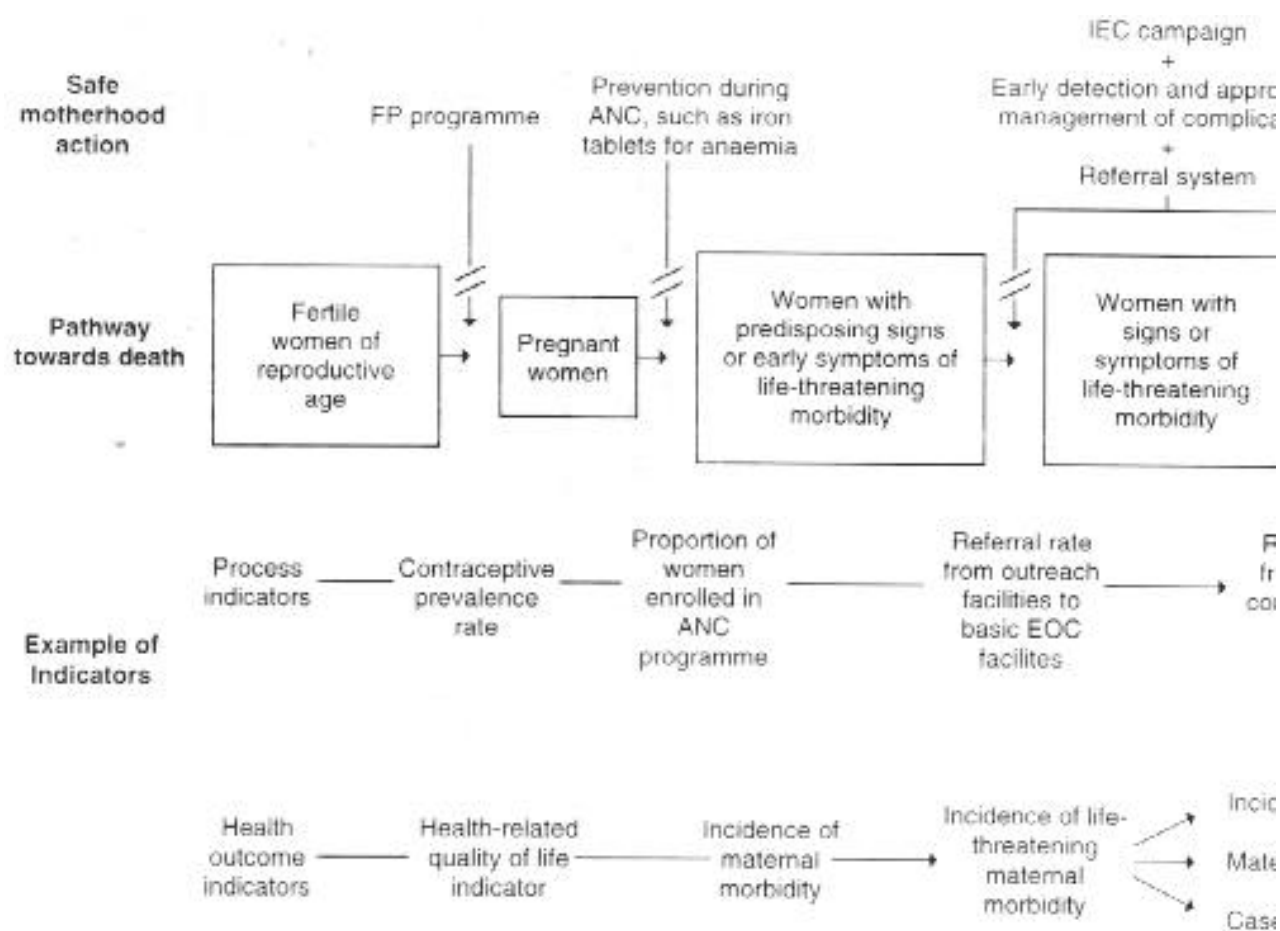 Safe
motherhood
action
FP programme
Prevention during
ANC, such as iron
tablets for anaemia
IEC campaign
+
Early detection and appro
management of complica
+
Referral system
Pathway
towards death
Fertile
women of
reproductive
age
Pregnant
women
Women with
predisposing signs
or early symptoms of
life-threatening
morbidity
Women with
signs or
symptoms of
life-threatening
morbidity
Example of
Indicators
Process
indicators
Contraceptive
prevalence
rate
Proportion of
women
enrolled in
ANC
programme
Referral rate
from outreach
facilities to
basic EOC
facilites
R
fr
co
Health
outcome
indicators
Health-related
quality of life
indicator
Incidence of
maternal
morbidity
Incidence of life-
threatening
maternal
morbidity
Incid
Mate
Case